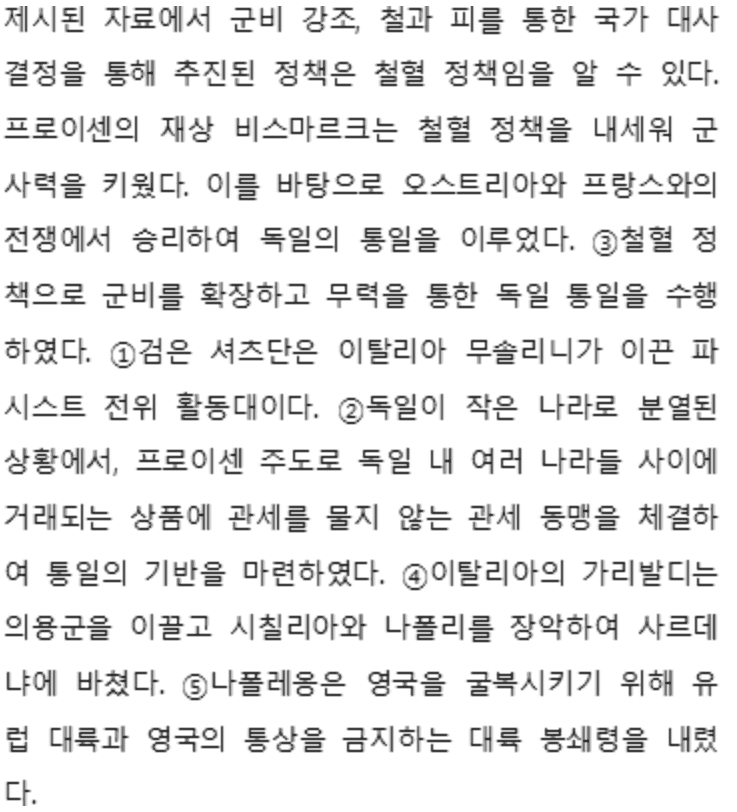 제시된 자료에서 군비 강조, 철과 피를 통한 국가 대사
결정을 통해 추진된 정책은 철혈 정책임을 알 수 있다.
프로이센의 재상 비스마르크는 철혈 정책을 내세워 군
사력을 키웠다. 이를 바탕으로 오스트리아와 프랑스와의
전쟁에서 승리하여 독일의 통일을 이루었다. ③철혈 정
책으로 군비를 확장하고 무력을 통한 독일 통일을 수행
하였다. ①검은 셔츠단은 이탈리아 무솔리니가 이끈 파
시스트 전위 활동대이다. ②독일이 작은 나라로 분열된
상황에서, 프로이센 주도로 독일 내 여러 나라들 사이에
거래되는 상품에 관세를 물지 않는 관세 동맹을 체결하
여 통일의 기반을 마련하였다. ④이탈리아의 가리발디는
의용군을 이끌고 시칠리아와 나폴리를 장악하여 사르데
냐에 바쳤다. ⑤나폴레옹은 영국을 굴복시키기 위해 유
럽 대륙과 영국의 통상을 금지하는 대륙 봉쇄령을 내렸
다.